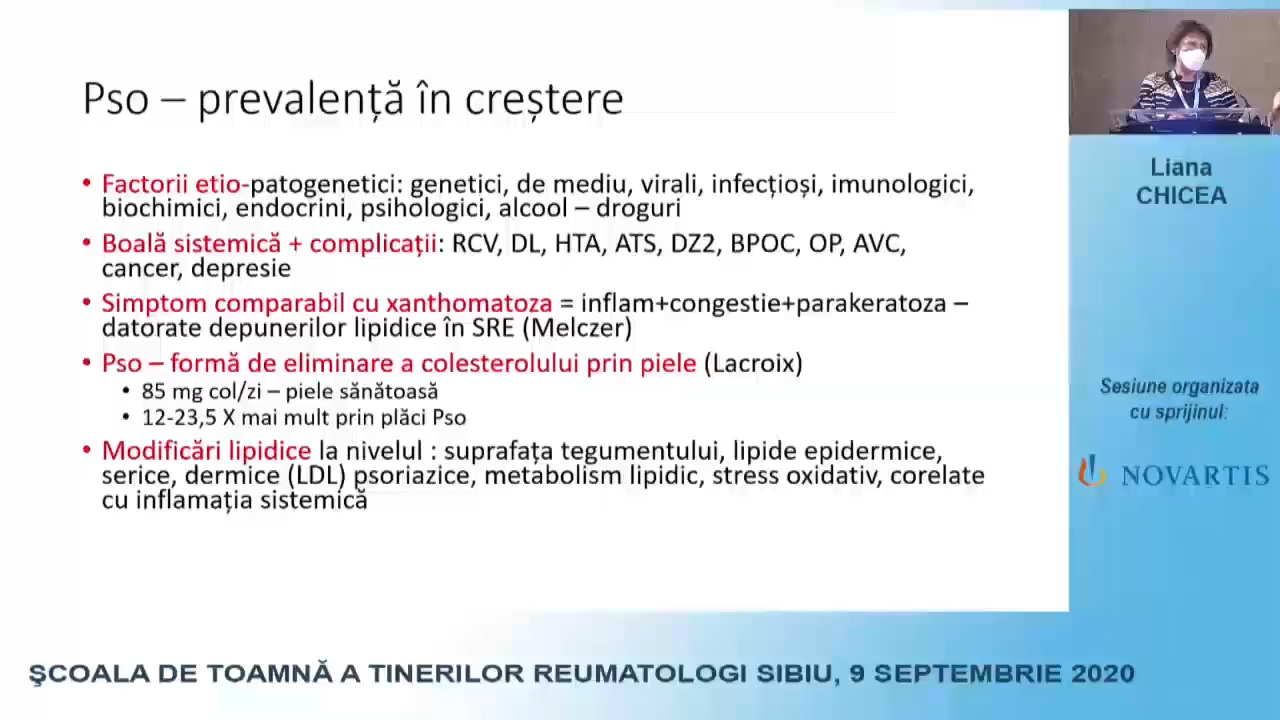 Pso – prevalență în creștere
• Factorii etio-patogenetici: genetici, de mediu, virali, infecțioși, imunologici,
biochimici, endocrini, psihologici, alcool – droguri
• Boală sistemică + complicații: RCV, DL, HTA, ATS, DZ2, BPOC, OP, AVC,
cancer, depresie
• Simptom comparabil cu xanthomatoza = inflam+congestie+parakeratoza –
datorate depunerilor lipidice în SRE (Melczer)
• Pso – formă de eliminare a colesterolului prin piele (Lacroix)
• 85 mg col/zi – piele sănătoasă
• 12-23,5 X mai mult prin plăci Pso
• Modificări lipidice la nivelul : suprafața tegumentului, lipide epidermice,
serice, dermice (LDL) psoriazice, metabolism lipidic, stress oxidativ, corelate
cu inflamația sistemică
Liana
CHICEA
Sesiune organizata
cu sprijinul:
NOVARTIS
ŞCOALA DE TOAMNĂ A TINERILOR REUMATOLOGI SIBIU, 9 SEPTEMBRIE 2020